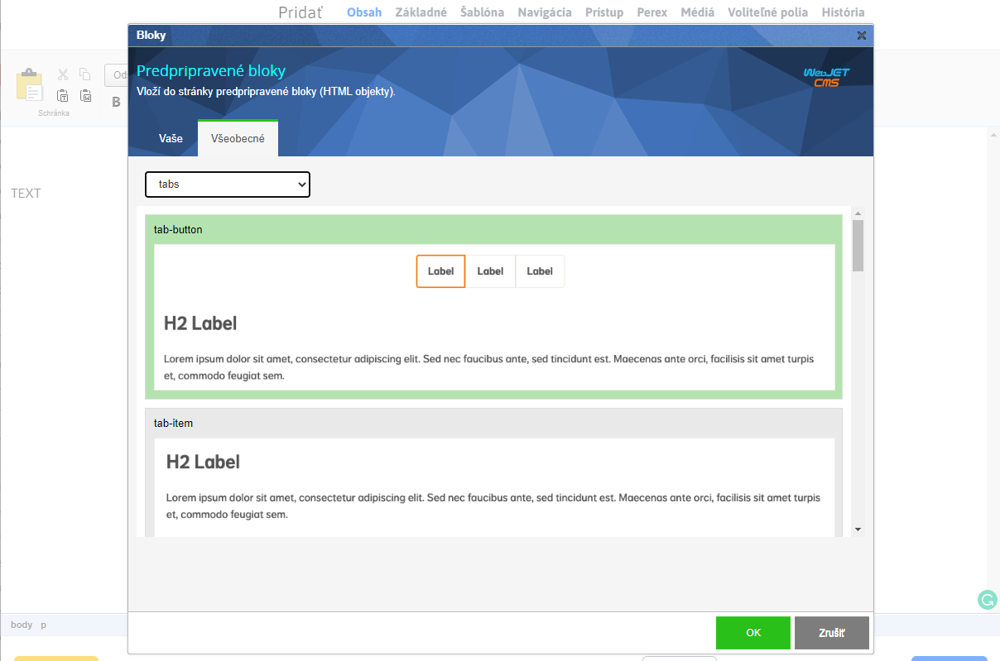 Pridať Obsah Základné Šablóna Navigácia Prístup Perex Médiá Voliteľné polia História
Bloky
Predpripravené bloky
Vloží do stránky predpripravené bloky (HTML objekty).
WebJET
CMS
Vaše Všeobecné
Schránka
Od
B
tabs
TEXT
tab-button
Label Label Label
H2 Label
Lorem ipsum dolor sit amet, consectetur adipiscing elit. Sed nec faucibus ante, sed tincidunt est. Maecenas ante orci, facilisis sit amet turpis
et, commodo feugiat sem.
tab-item
H2 Label
Lorem ipsum dolor sit amet, consectetur adipiscing elit. Sed nec faucibus ante, sed tincidunt est. Maecenas ante orci, facilisis sit amet turpis
et, commodo feugiat sem.
body p
OK Zrušiť